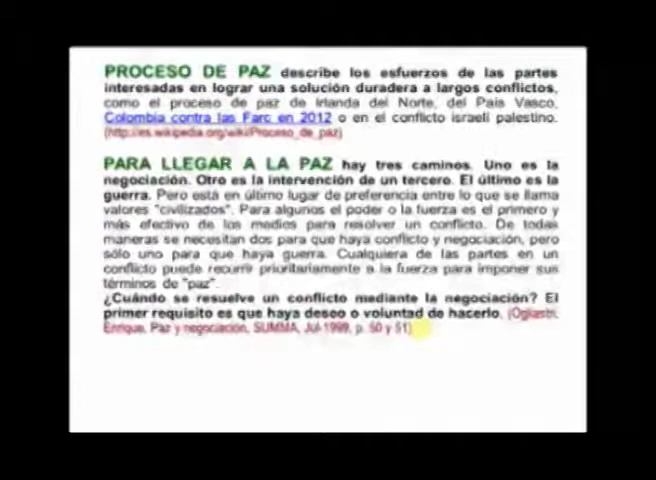 PROCESO DE PAZ describe los esfuerzos de las partes
interesadas en lograr una solución duradera a largos conflictos,
como el proceso de paz de Irlanda del Norte, del País Vasco,
Colombia contra las Farc en 2012 o en el conflicto israelí palestino.
(http://es.wikipedia.org/wiki/Proceso_de_paz)
PARA LLEGAR A LA PAZ hay tres caminos. Uno es la
negociación. Otro es la intervención de un tercero. El último es la
guerra. Pero está en último lugar de preferencia entre lo que se llama
valores "civilizados". Para algunos el poder o la fuerza es el primero y
más efectivo de los medios para resolver un conflicto. De todas
maneras se necesitan dos para que haya conflicto y negociación, pero
sólo uno para que haya guerra. Cualquiera de las partes en un
conflicto puede recurrir prioritariamente a la fuerza para imponer sus
términos de "paz".
¿Cuándo se resuelve un conflicto mediante la negociación? El
primer requisito es que haya deseo o voluntad de hacerlo. (Ogliastri,
Enrique, Paz y negociación, SUMMA, Jul-1999, p. 50 y 51)